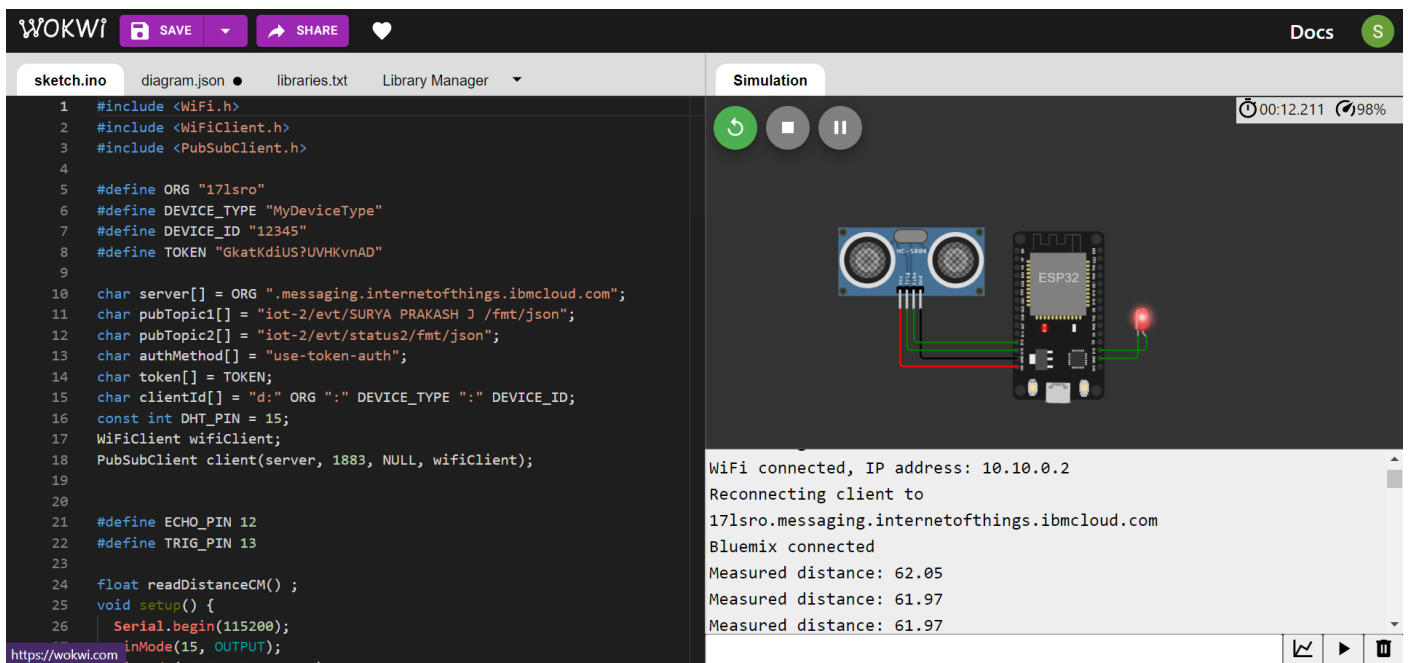 WOKWI SAVE SHARE Docs S
sketch.ino diagram.json ● libraries.txt Library Manager
Simulation
00:12.211 98%
1 #include <WiFi.h>
2 #include <WiFiClient.h>
3 #include <PubSubClient.h>
4
5 #define ORG "17lsro"
6 #define DEVICE_TYPE "MyDeviceType"
7 #define DEVICE_ID "12345"
8 #define TOKEN "GkatKdiUS?UVHKvnAD"
9
10 char server[] = ORG ".messaging.internetofthings.ibmcloud.com";
11 char pubTopic1[] = "iot-2/evt/SURYA PRAKASH J /fmt/json";
12 char pubTopic2[] = "iot-2/evt/status2/fmt/json";
13 char authMethod[] = "use-token-auth";
14 char token[] = TOKEN;
15 char clientId[] = "d:" ORG ":" DEVICE_TYPE ":" DEVICE_ID;
16 const int DHT_PIN = 15;
17 WiFiClient wifiClient;
18 PubSubClient client(server, 1883, NULL, wifiClient);
19
20
21 #define ECHO_PIN 12
22 #define TRIG_PIN 13
23
24 float readDistanceCM() ;
25 void setup() {
26 Serial.begin(115200);
inMode(15, OUTPUT);
https://wokwi.com
HC-SR04
Vcc
Trig
Echo
Gnd
ESP32
WiFi connected, IP address: 10.10.0.2
Reconnecting client to
17lsro.messaging.internetofthings.ibmcloud.com
Bluemix connected
Measured distance: 62.05
Measured distance: 61.97
Measured distance: 61.97